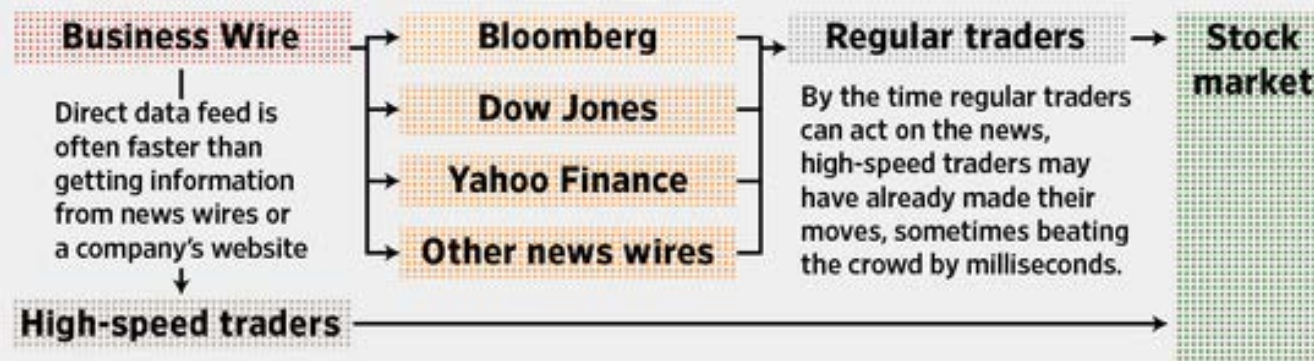 Business Wire
Direct data feed is
often faster than
getting information
from news wires or
a company's website
High-speed traders
Bloomberg
Dow Jones
Yahoo Finance
Other news wires
Regular traders
By the time regular traders
can act on the news,
high-speed traders may
have already made their
moves, sometimes beating
the crowd by milliseconds.
Stock
market